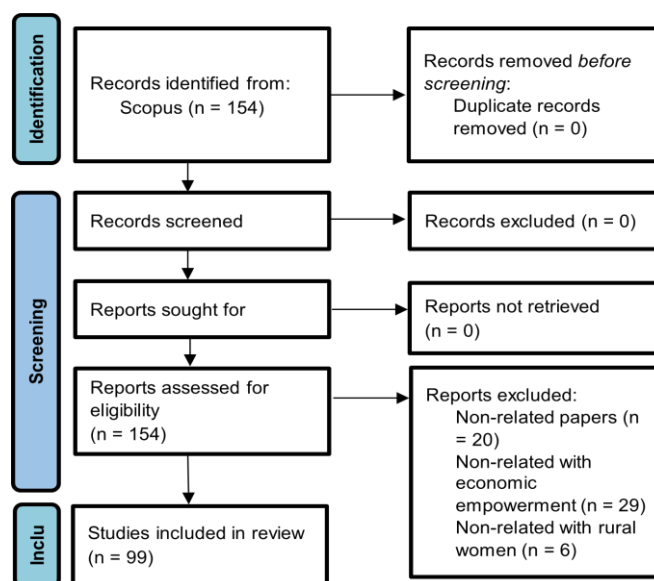 Identification
Records identified from:
Scopus (n = 154)
Records removed before
screening:
Duplicate records
removed (n = 0)
Screening
Records screened
Records excluded (n = 0)
Reports sought for
Reports not retrieved
(n = 0)
Reports assessed for
eligibility
(n = 154)
Reports excluded:
Non-related papers (n
= 20)
Non-related with
economic
empowerment (n = 29)
Non-related with rural
women (n = 6)
Inclu
Studies included in review
(n = 99)